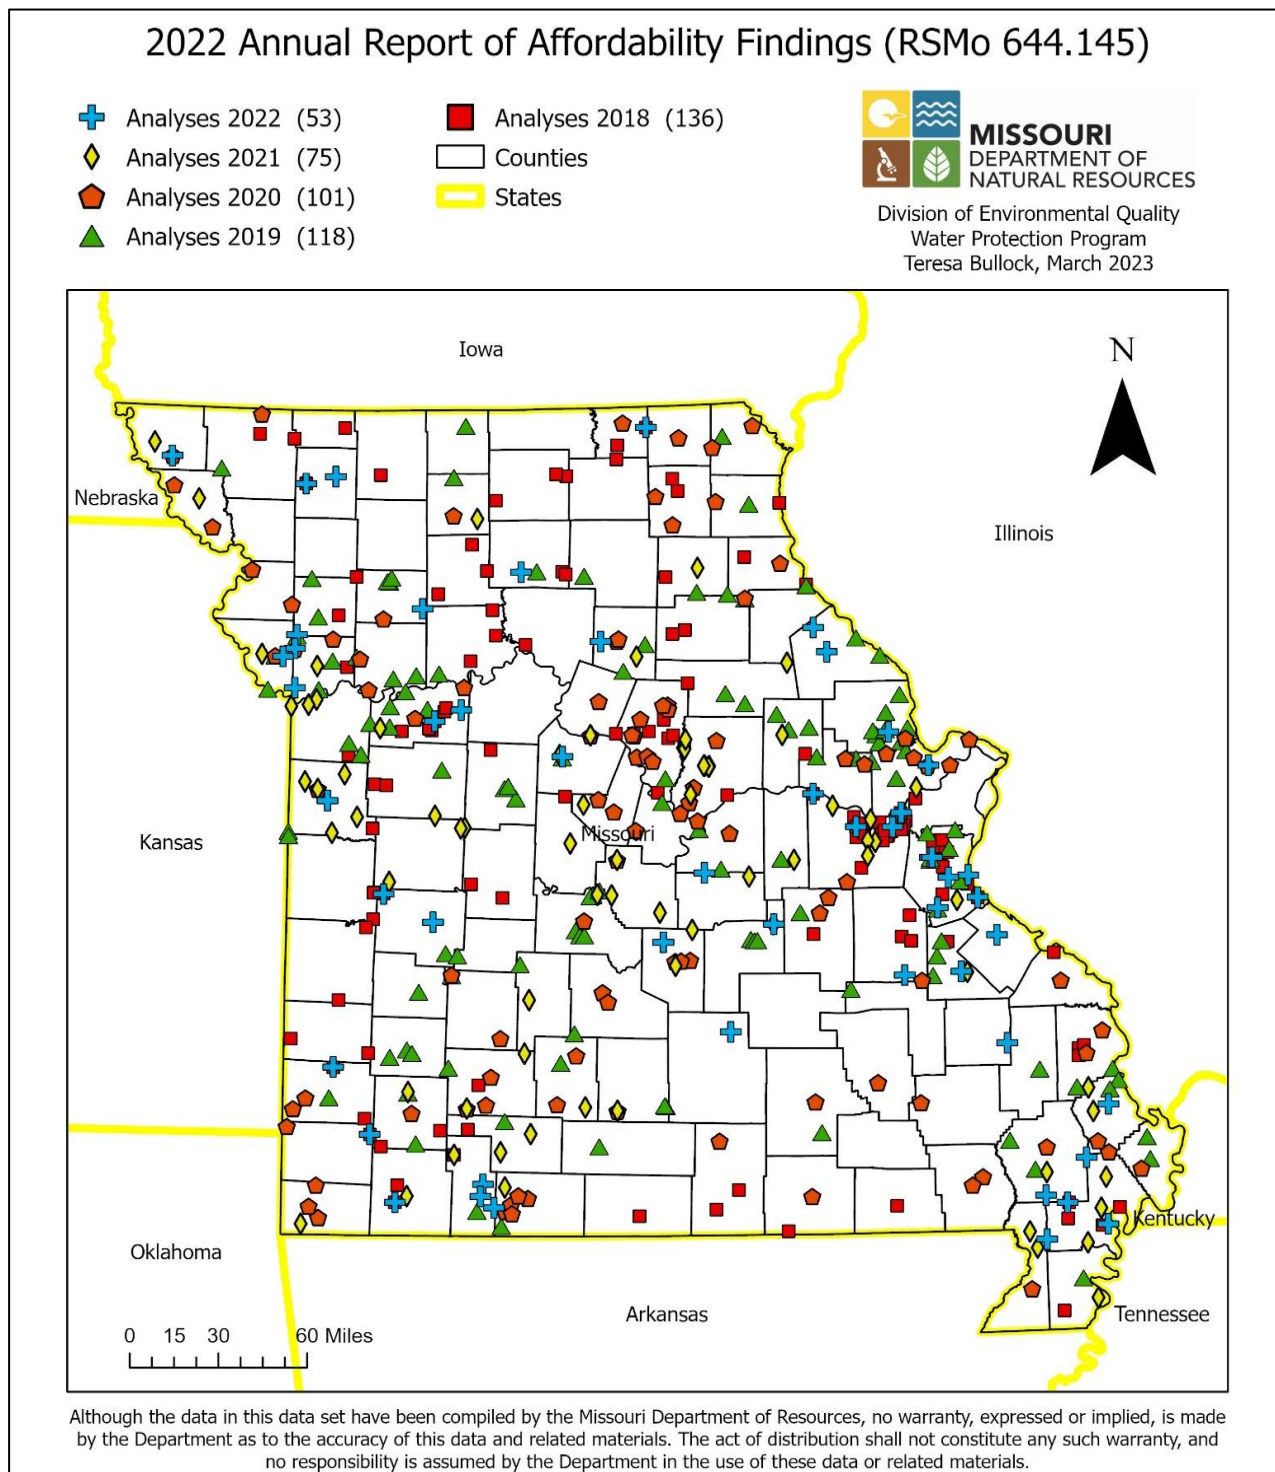 2022 Annual Report of Affordability Findings (RSMo 644.145)
Analyses 2022 (53)
Analyses 2021 (75)
Analyses 2020 (101)
Analyses 2019 (118)
Analyses 2018 (136)
Counties
States
MISSOURI
DEPARTMENT OF
NATURAL RESOURCES
Division of Environmental Quality
Water Protection Program
Teresa Bullock, March 2023
Iowa
N
Nebraska
Illinois
Kansas
Missouri
Kentucky
Oklahoma
Arkansas
Tennessee
0 15 30 60 Miles
Although the data in this data set have been compiled by the Missouri Department of Resources, no warranty, expressed or implied, is made
by the Department as to the accuracy of this data and related materials. The act of distribution shall not constitute any such warranty, and
no responsibility is assumed by the Department in the use of these data or related materials.